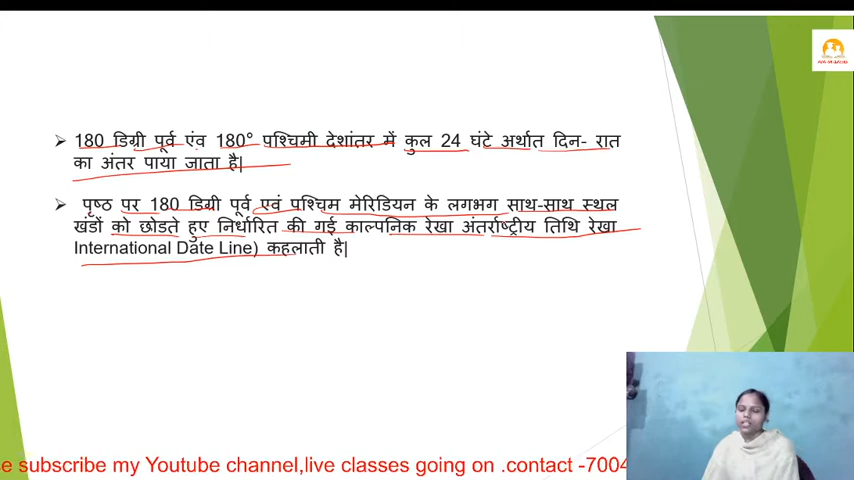 180 डिग्री पूर्व एंव 180° पश्चिमी देशांतर में कुल 24 घंटे अर्थात दिन- रात
का अंतर पाया जाता है|
पृष्ठ पर 180 डिग्री पूर्व एवं पश्चिम मेरिडियन के लगभग साथ-साथ स्थल
खंडों को छोडते हुए निर्धारित की गई काल्पनिक रेखा अंतर्राष्ट्रीय तिथि रेखा
International Date Line) कहलाती है|
e subscribe my Youtube channel,live classes going on .contact -7004